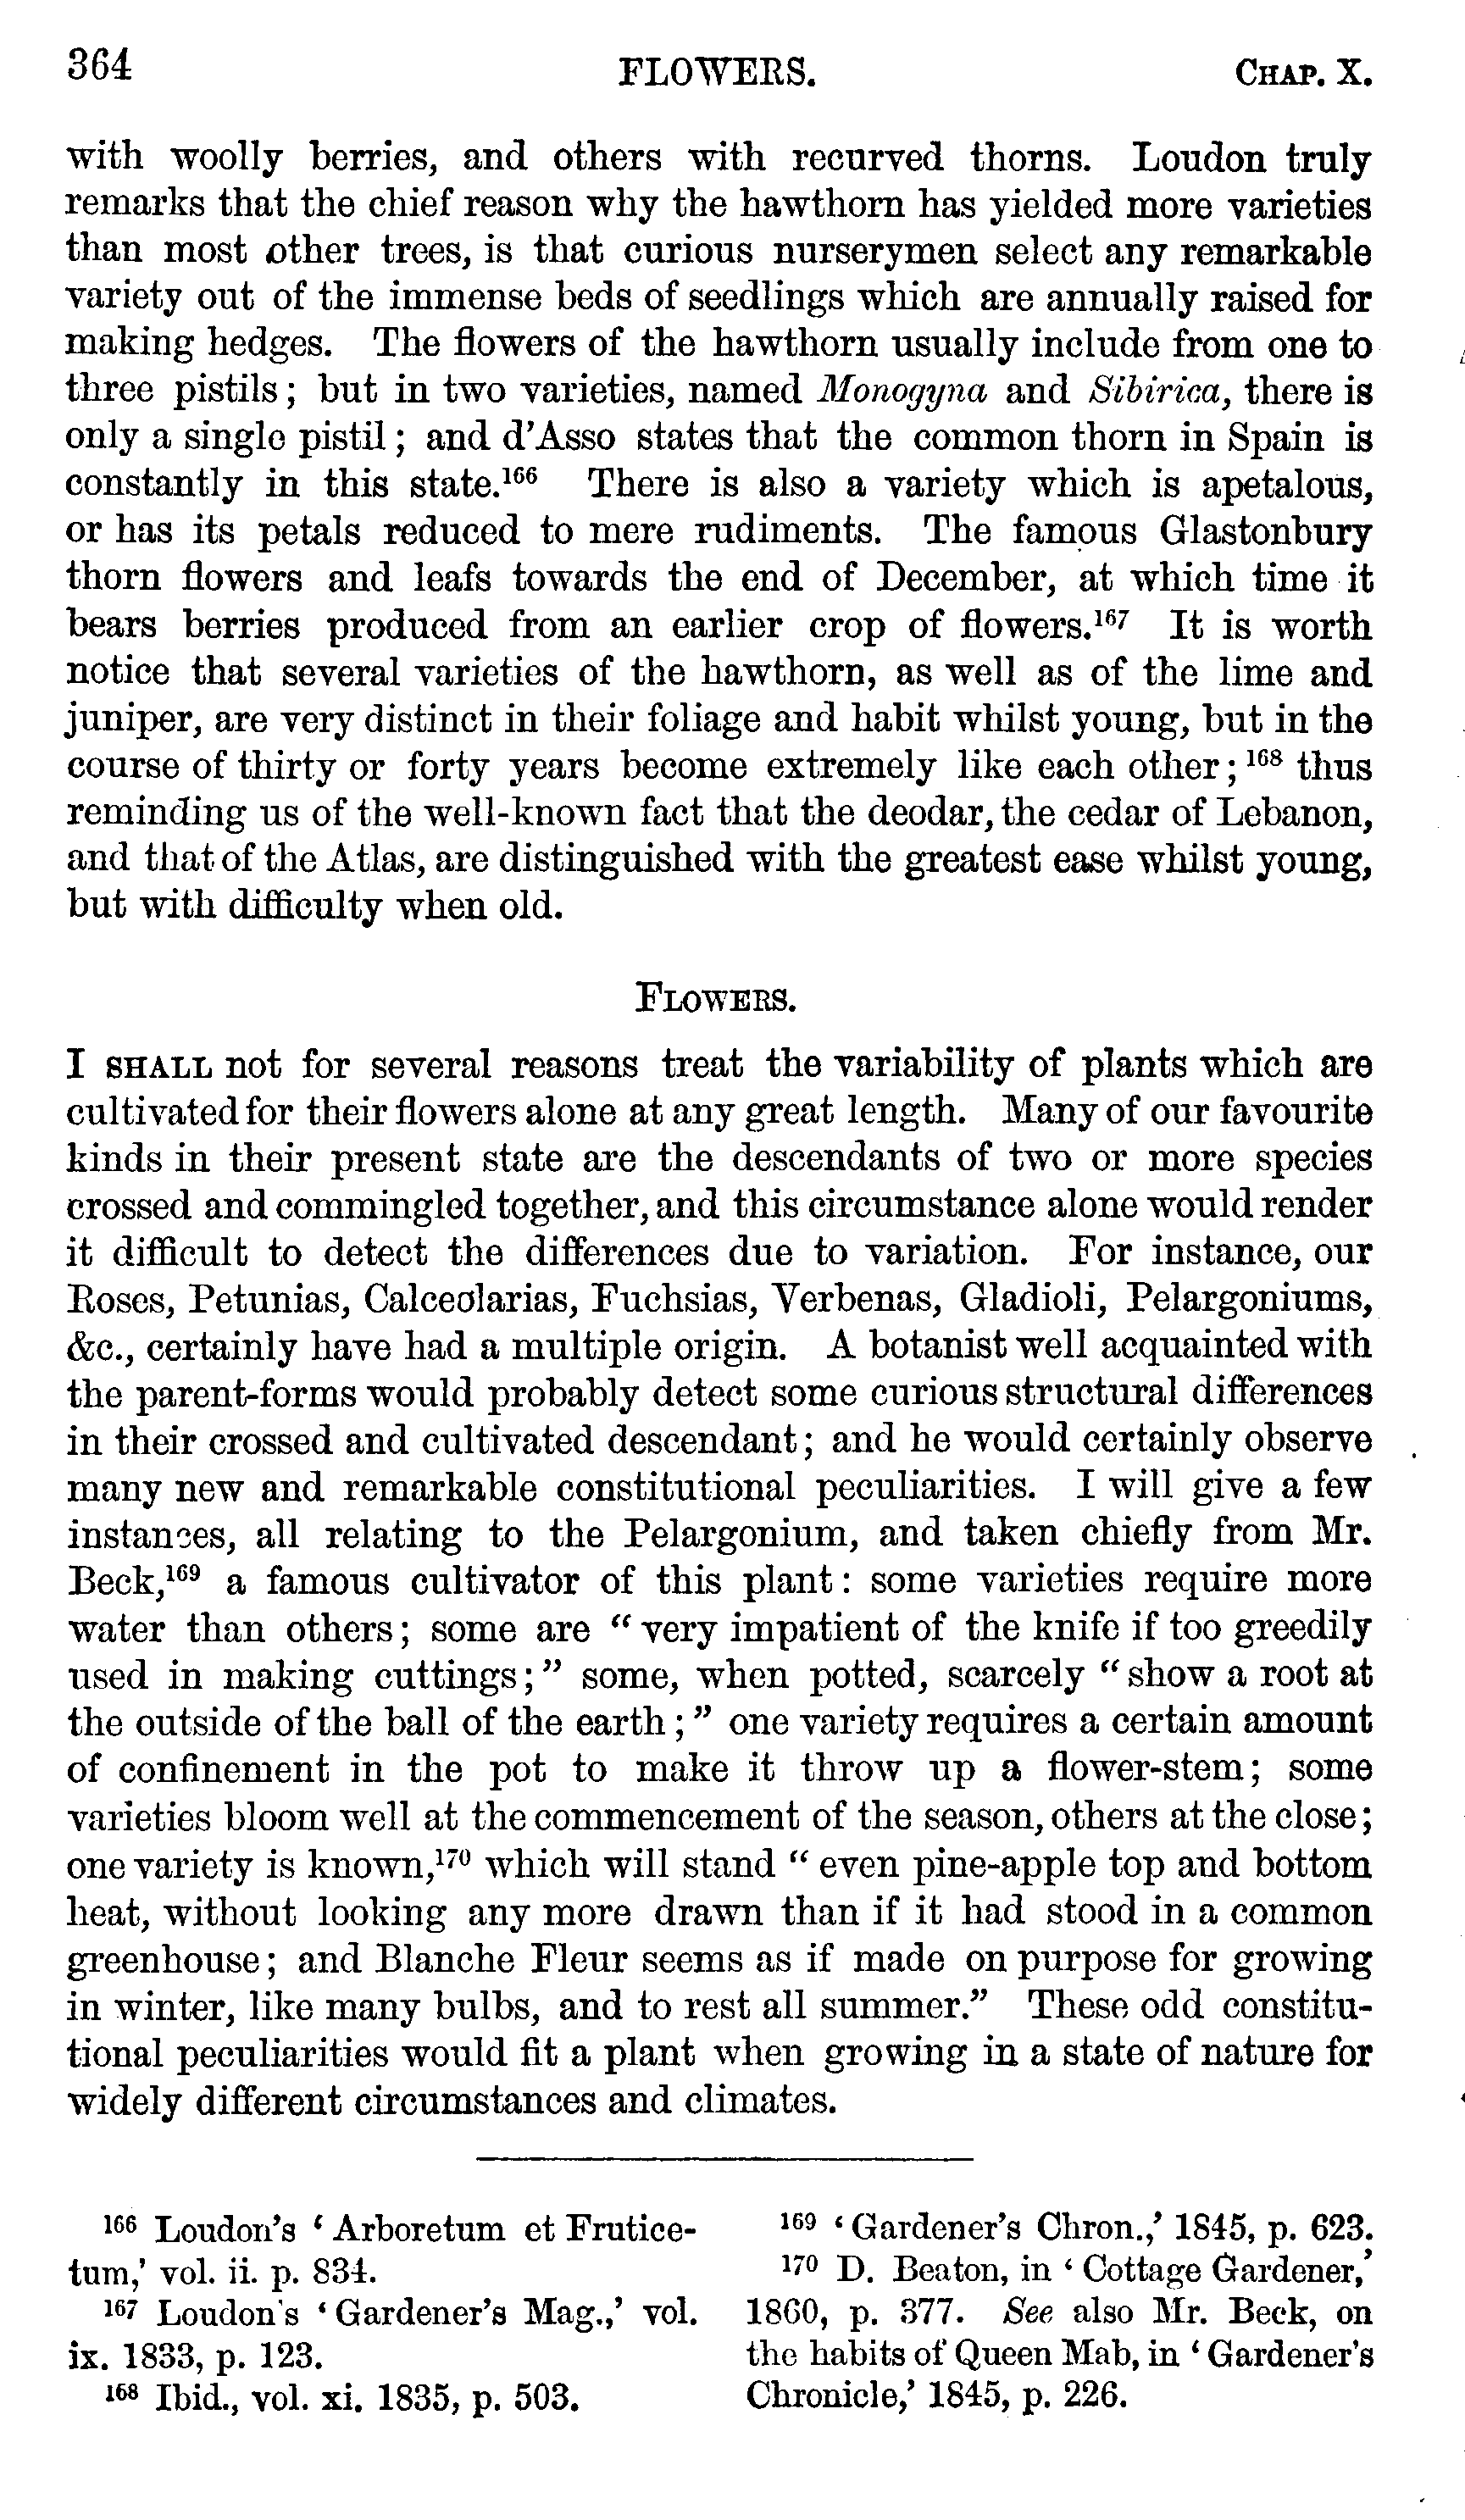 364 FLOWERS. CHAP. X.
with woolly berries, and others with recurved thorns. Loudon truly
remarks that the chief reason why the hawthorn has yielded more varieties
than most other trees, is that curious nurserymen select any remarkable
variety out of the immense beds of seedlings which are annually raised for
making hedges. The flowers of the hawthorn usually include from one to
three pistils; but in two varieties, named Monogyna and Sibirica, there is
only a single pistil; and d'Asso states that the common thorn in Spain is
constantly in this state.¹⁶⁶ There is also a variety which is apetalous,
or has its petals reduced to mere rudiments. The famous Glastonbury
thorn flowers and leafs towards the end of December, at which time it
bears berries produced from an earlier crop of flowers.¹⁶⁷ It is worth
notice that several varieties of the hawthorn, as well as of the lime and
juniper, are very distinct in their foliage and habit whilst young, but in the
course of thirty or forty years become extremely like each other;¹⁶⁸ thus
reminding us of the well-known fact that the deodar, the cedar of Lebanon,
and that of the Atlas, are distinguished with the greatest ease whilst young,
but with difficulty when old.
FLOWERS.
I SHALL not for several reasons treat the variability of plants which are
cultivated for their flowers alone at any great length. Many of our favourite
kinds in their present state are the descendants of two or more species
crossed and commingled together, and this circumstance alone would render
it difficult to detect the differences due to variation. For instance, our
Roses, Petunias, Calceolarias, Fuchsias, Verbenas, Gladioli, Pelargoniums,
&c., certainly have had a multiple origin. A botanist well acquainted with
the parent-forms would probably detect some curious structural differences
in their crossed and cultivated descendant; and he would certainly observe
many new and remarkable constitutional peculiarities. I will give a few
instances, all relating to the Pelargonium, and taken chiefly from Mr.
Beck,¹⁶⁹ a famous cultivator of this plant: some varieties require more
water than others; some are "very impatient of the knife if too greedily
used in making cuttings;" some, when potted, scarcely "show a root at
the outside of the ball of the earth;" one variety requires a certain amount
of confinement in the pot to make it throw up a flower-stem; some
varieties bloom well at the commencement of the season, others at the close;
one variety is known,¹⁷⁰ which will stand "even pine-apple top and bottom
heat, without looking any more drawn than if it had stood in a common
greenhouse; and Blanche Fleur seems as if made on purpose for growing
in winter, like many bulbs, and to rest all summer." These odd constitu-
tional peculiarities would fit a plant when growing in a state of nature for
widely different circumstances and climates.
¹⁶⁶ Loudon's 'Arboretum et Frutice-
tum,' vol. ii. p. 834.
¹⁶⁷ Loudon's 'Gardener's Mag.,' vol.
ix. 1833, p. 123.
¹⁶⁸ Ibid., vol. xi. 1835, p. 503.
¹⁶⁹ 'Gardener's Chron.,' 1845, p. 623.
¹⁷⁰ D. Beaton, in 'Cottage Gardener,'
1860, p. 377. See also Mr. Beck, on
the habits of Queen Mab, in 'Gardener's
Chronicle,' 1845, p. 226.